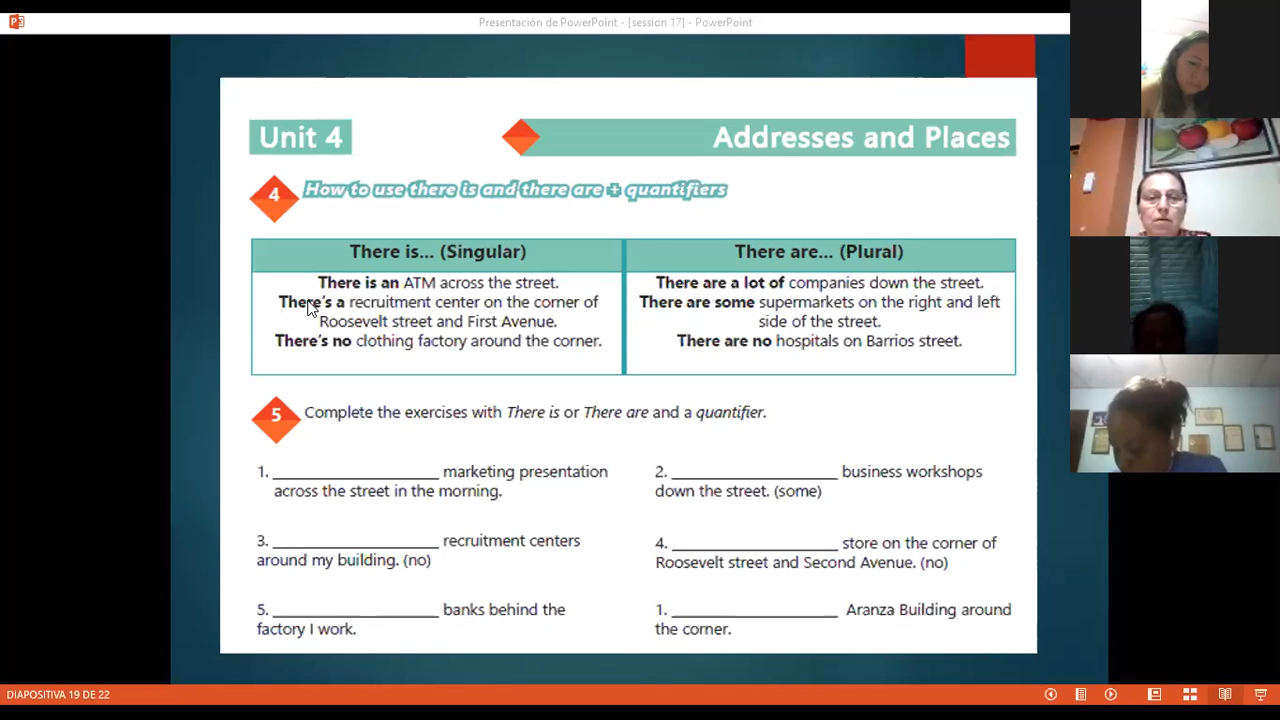 Presentación de PowerPoint - [session 17] - PowerPoint
Unit 4
Addresses and Places
4
How to use there is and there are + quantifiers
There is... (Singular)
There are... (Plural)
There is an ATM across the street.
There's a recruitment center on the corner of
Roosevelt street and First Avenue.
There's no clothing factory around the corner.
There are a lot of companies down the street.
There are some supermarkets on the right and left
side of the street.
There are no hospitals on Barrios street.
5
Complete the exercises with There is or There are and a quantifier.
1. __________________ marketing presentation
across the street in the morning.
2. __________________ business workshops
down the street. (some)
3. __________________ recruitment centers
around my building. (no)
4. __________________ store on the corner of
Roosevelt street and Second Avenue. (no)
5. __________________ banks behind the
factory I work.
1. __________________ Aranza Building around
the corner.
DIAPOSITIVA 19 DE 22